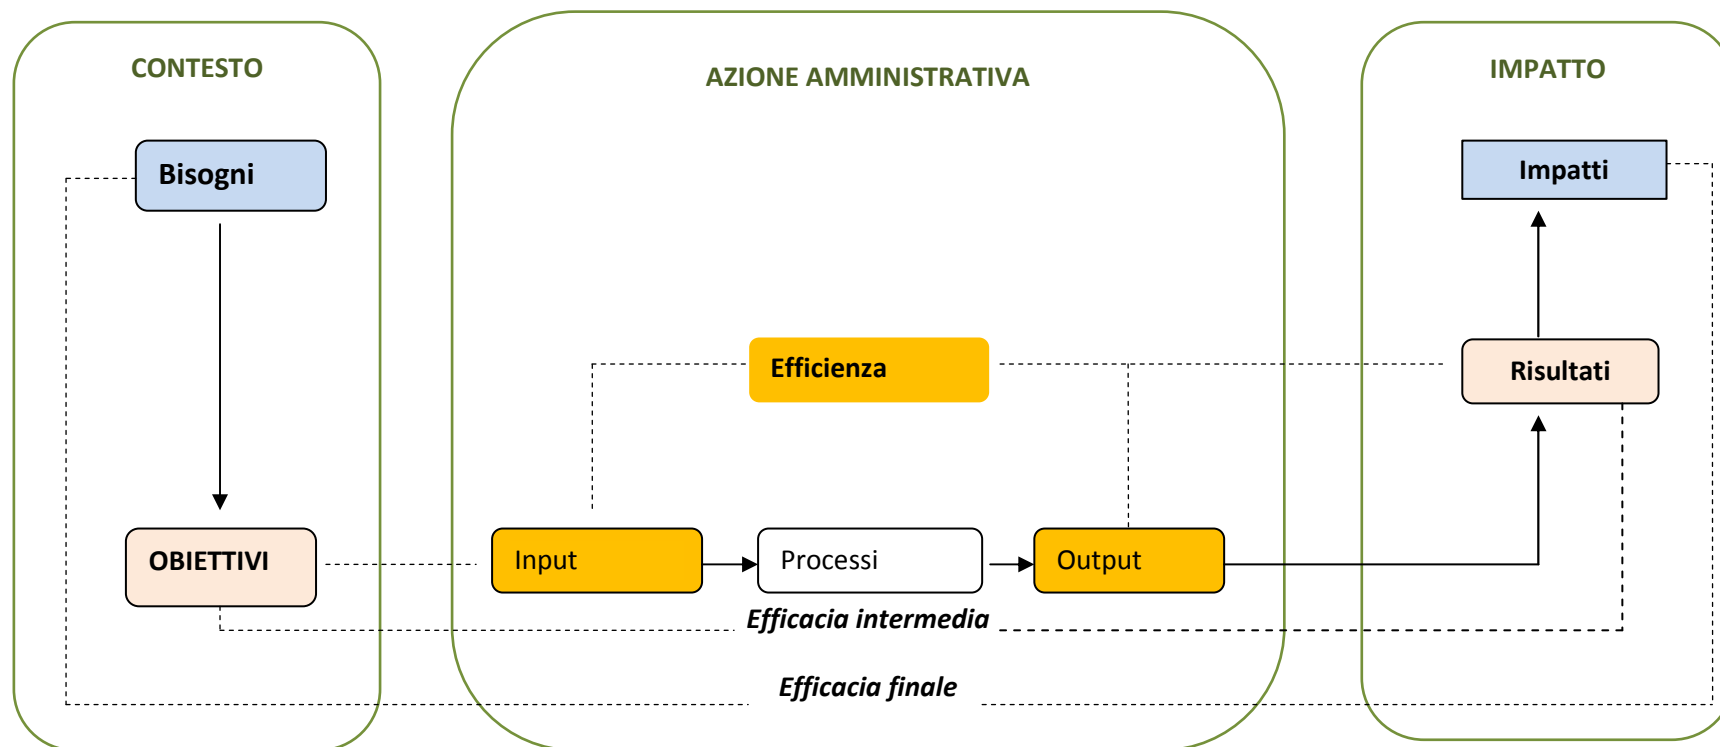 CONTESTO
AZIONE AMMINISTRATIVA
IMPATTO
Bisogni
Impatti
Efficienza
Risultati
OBIETTIVI
Input
Processi
Output
Efficacia intermedia
Efficacia finale